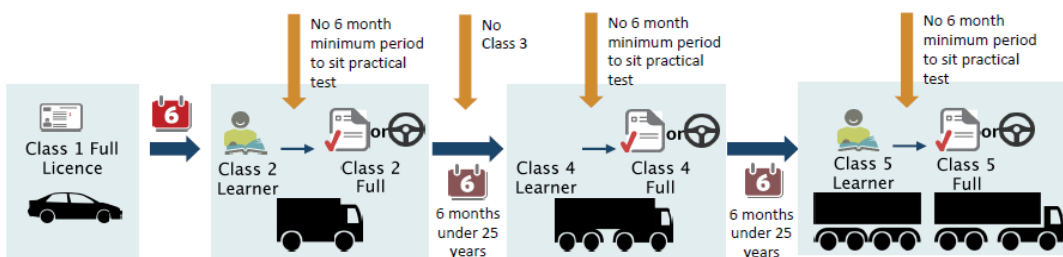 No 6 month
minimum period
to sit practical
test
No
Class 3
No 6 month
minimum period
to sit practical
test
No 6 month
minimum period
to sit practical
test
Class 1 Full
Licence
6
Class 2
Learner
or
Class 2
Full
6
6 months
under 25
years
Class 4
Learner
or
Class 4
Full
6
6 months
under 25
years
Class 5
Learner
or
Class 5
Full